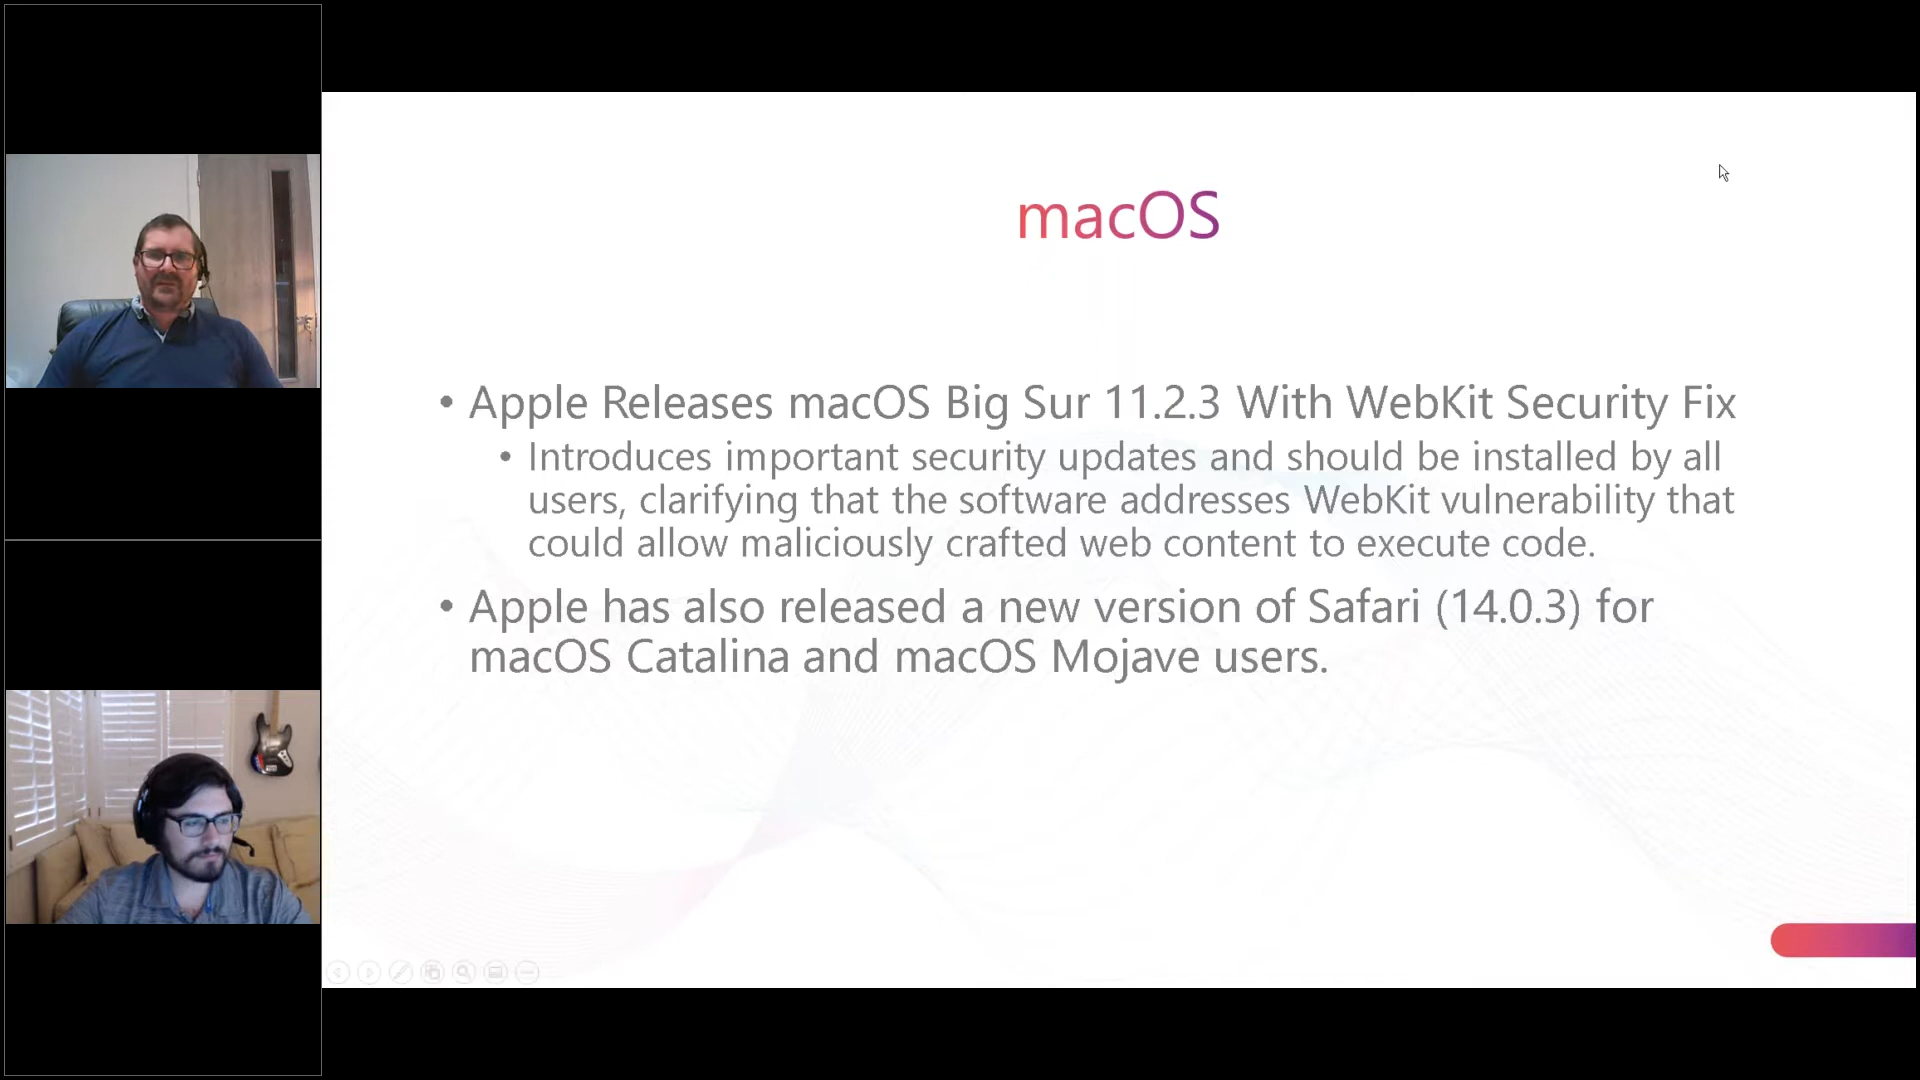 macOS
• Apple Releases macOS Big Sur 11.2.3 With WebKit Security Fix
• Introduces important security updates and should be installed by all
users, clarifying that the software addresses WebKit vulnerability that
could allow maliciously crafted web content to execute code.
• Apple has also released a new version of Safari (14.0.3) for
macOS Catalina and macOS Mojave users.